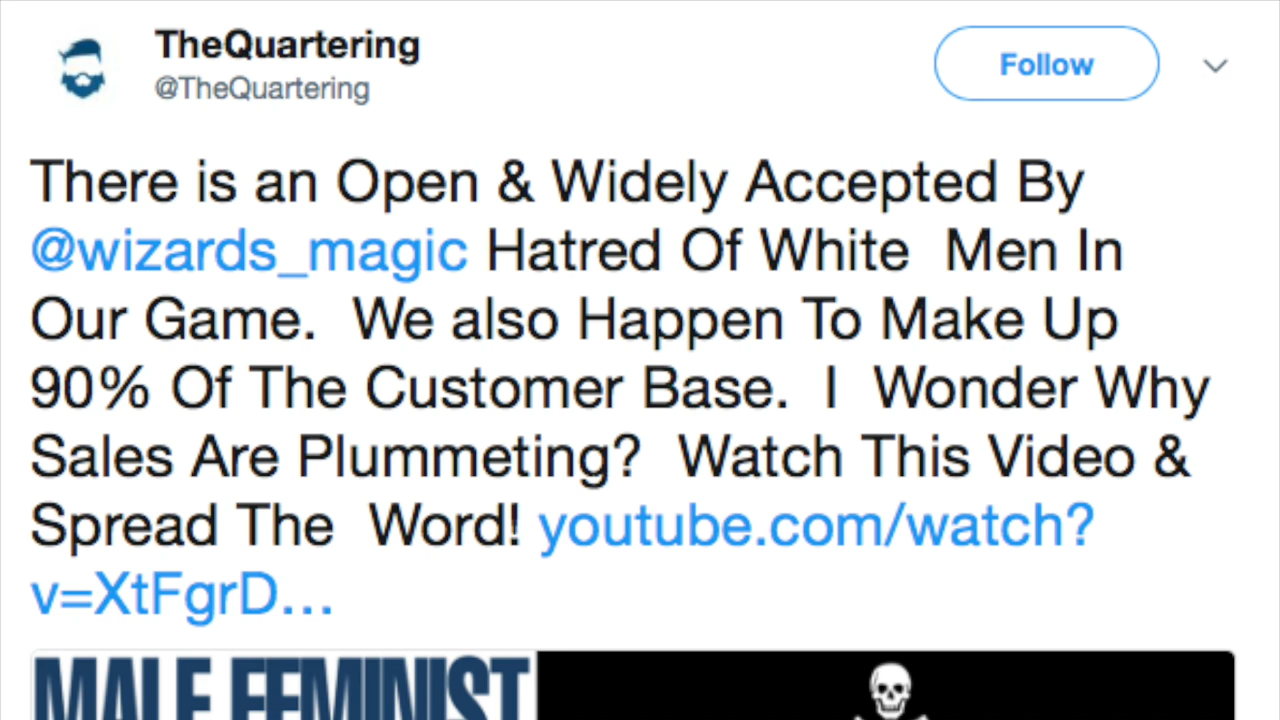 TheQuartering
@TheQuartering
Follow
There is an Open & Widely Accepted By
@wizards_magic Hatred Of White  Men In
Our Game.  We also Happen To Make Up
90% Of The Customer Base.  I  Wonder Why
Sales Are Plummeting?  Watch This Video &
Spread The  Word! youtube.com/watch?
v=XtFgrD...
MALE FEMINIST